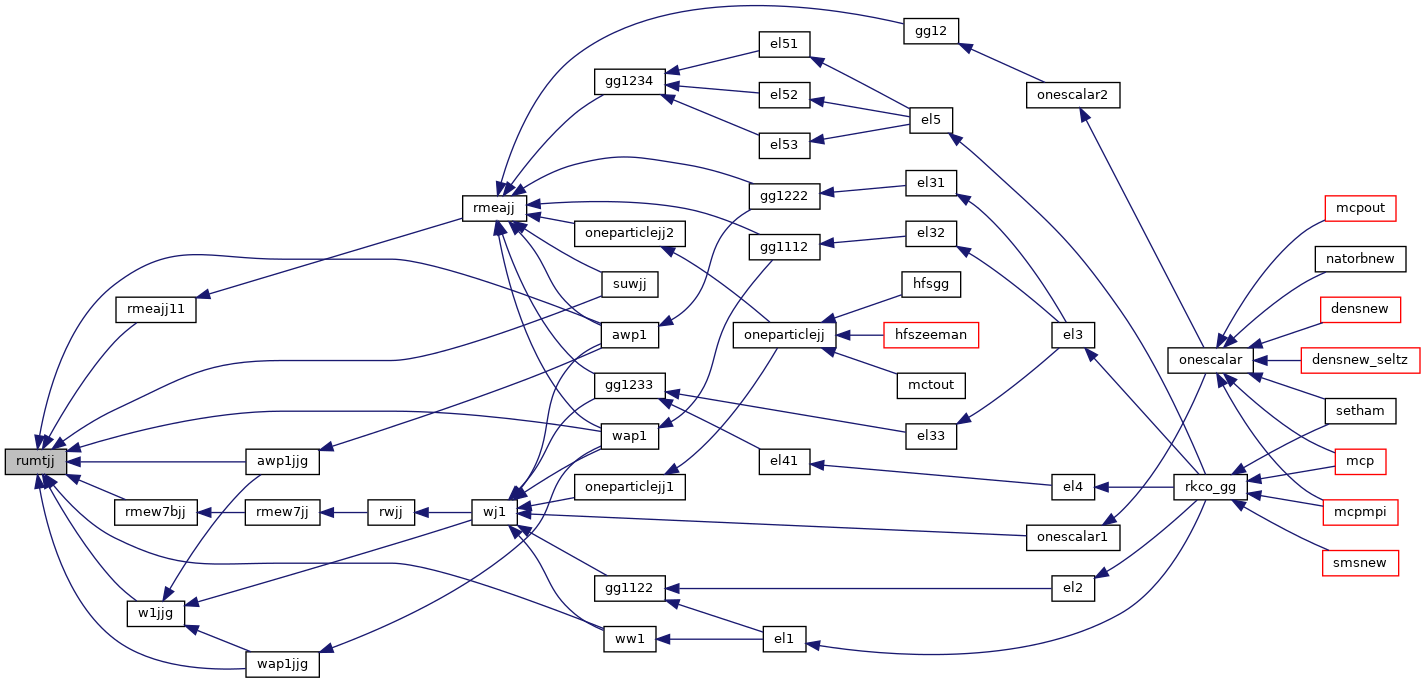 rumtjj
rmeajj11
awp1jjg
rmew7bjj
w1jjg
rmew7jj
wap1jjg
rwjj
rmeajj
wj1
gg1234
oneparticlejj2
suwjj
awp1
gg1233
wap1
oneparticlejj1
gg1122
ww1
el51
el52
el53
gg1222
gg1112
oneparticlejj
el41
el1
gg12
el5
el31
el32
hfsgg
hfszeeman
mctout
el33
onescalar2
el3
el4
onescalar1
el2
onescalar
rkco_gg
mcpout
natorbnew
densnew
densnew_seltz
setham
mcp
mcpmpi
smsnew